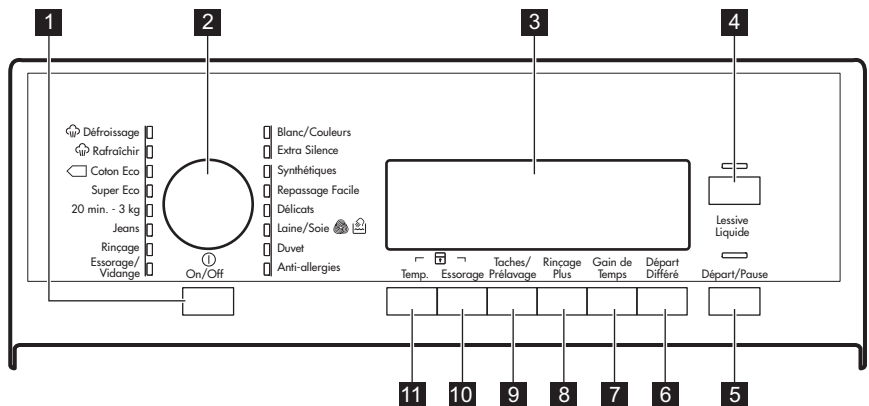 1
2
3
4
Défroissage
Rafraîchir
Coton Eco
Super Eco
20 min. - 3 kg
Jeans
Rinçage
Essorage/
Vidange
On/Off
Blanc/Couleurs
Extra Silence
Synthétiques
Repassage Facile
Délicats
Laine/Soie
Duvet
Anti-allergies
Temp.
Essorage
Taches/
Prélavage
Rinçage
Plus
Gain de
Temps
Départ
Différé
Lessive
Liquide
Départ/Pause
11
10
9
8
7
6
5